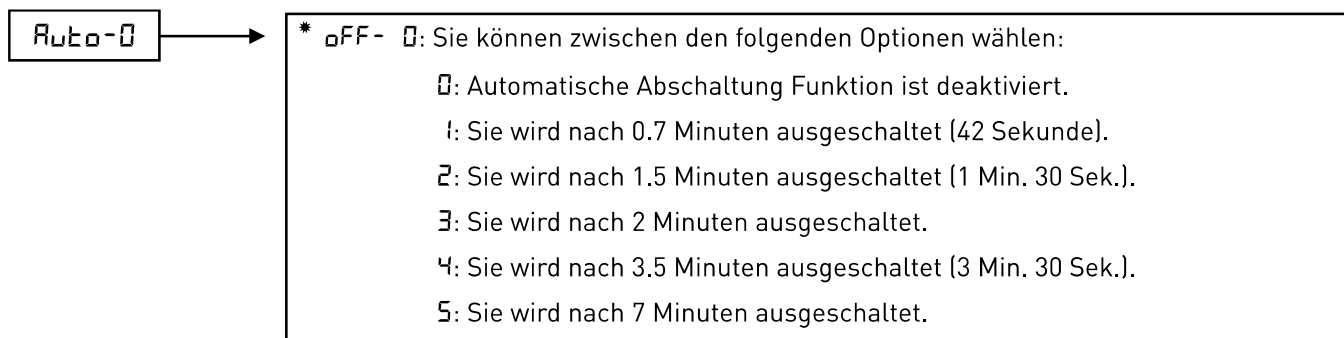 Auto-0
* oFF- 0: Sie können zwischen den folgenden Optionen wählen:
0: Automatische Abschaltung Funktion ist deaktiviert.
1: Sie wird nach 0.7 Minuten ausgeschaltet (42 Sekunde).
2: Sie wird nach 1.5 Minuten ausgeschaltet (1 Min. 30 Sek.).
3: Sie wird nach 2 Minuten ausgeschaltet.
4: Sie wird nach 3.5 Minuten ausgeschaltet (3 Min. 30 Sek.).
5: Sie wird nach 7 Minuten ausgeschaltet.